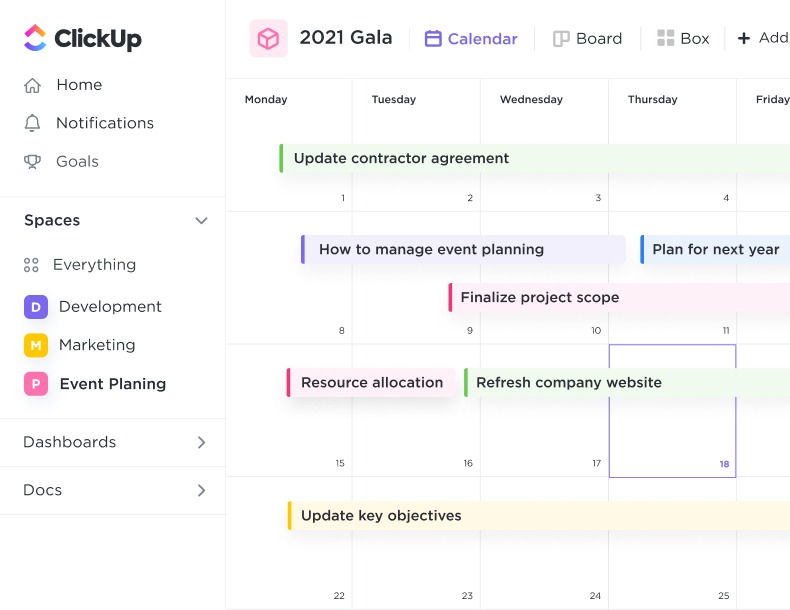 ClickUp
Home
Notifications
Goals
Spaces
Everything
D Development
M Marketing
P Event Planing
Dashboards
Docs
2021 Gala Calendar Board Box + Add
Monday Tuesday Wednesday Thursday Friday
Update contractor agreement
1 2 3 4
How to manage event planning Plan for next year
Finalize project scope
8 9 10 11
Resource allocation Refresh company website
15 16 17 18
Update key objectives
22 23 24 25